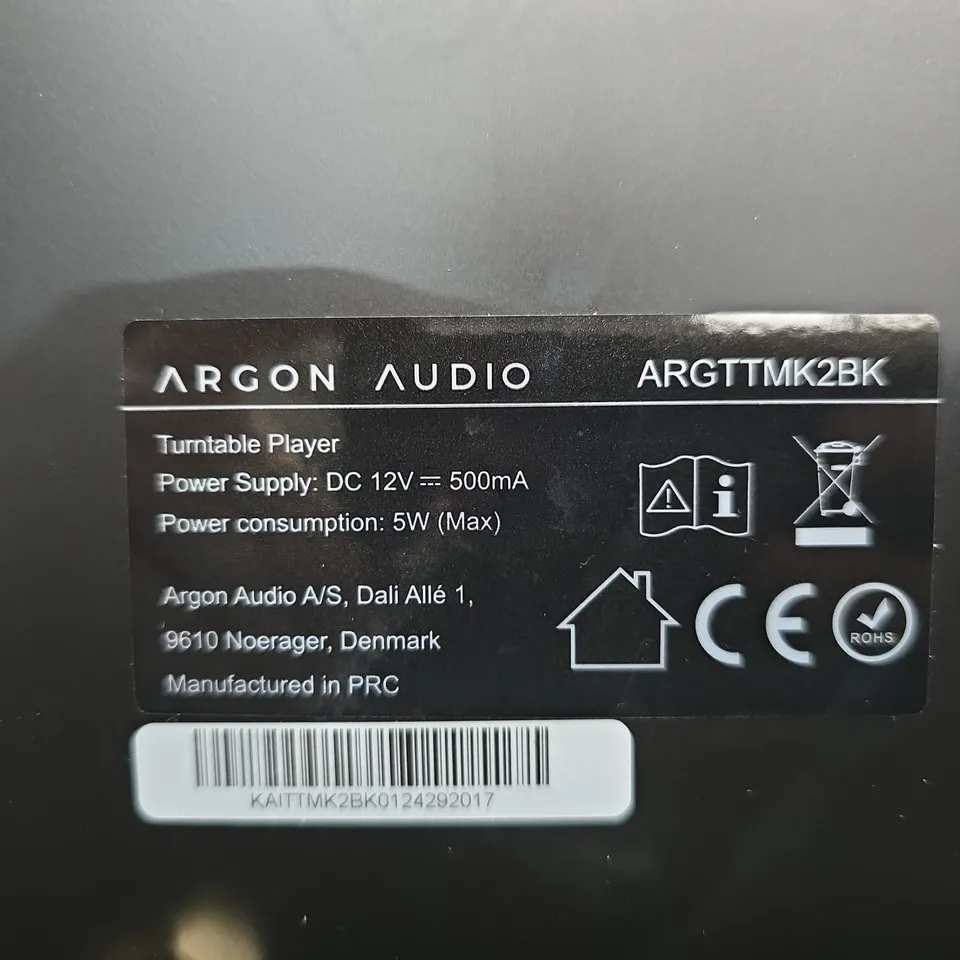 ARGON AUDIO ARGTTMK2BK
Turntable Player
Power Supply: DC 12V ⎓ 500mA
Power consumption: 5W (Max)
Argon Audio A/S, Dali Allé 1,
9610 Noerager, Denmark
Manufactured in PRC
CE ROHS
KAITTMK2BK0124292017